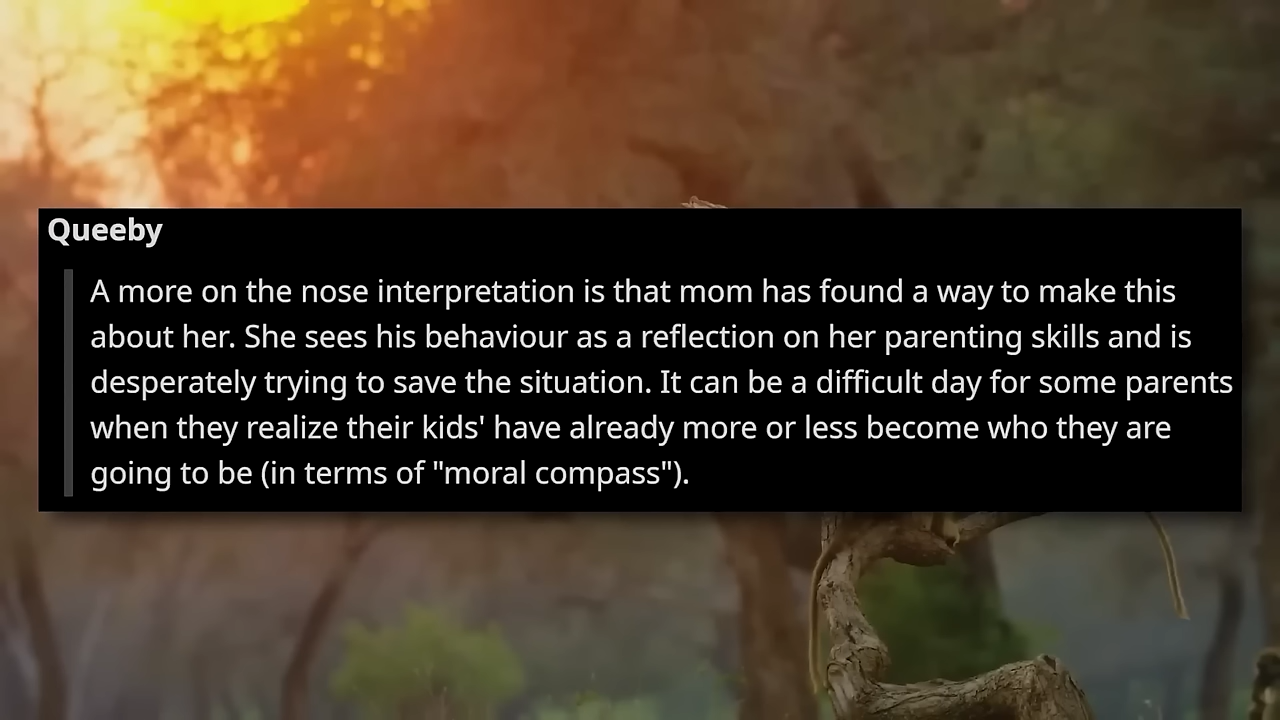 Queeby
A more on the nose interpretation is that mom has found a way to make this
about her. She sees his behaviour as a reflection on her parenting skills and is
desperately trying to save the situation. It can be a difficult day for some parents
when they realize their kids' have already more or less become who they are
going to be (in terms of "moral compass").